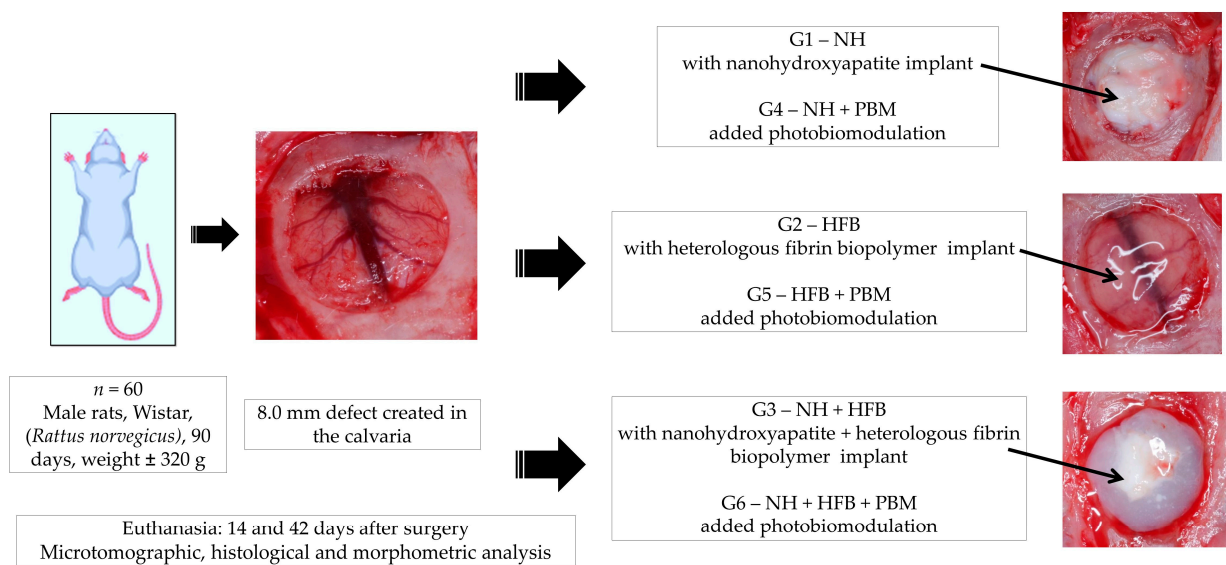 n = 60
Male rats, Wistar,
(Rattus norvegicus), 90
days, weight ± 320 g
8.0 mm defect created in
the calvaria
Euthanasia: 14 and 42 days after surgery
Microtomographic, histological and morphometric analysis
G1 – NH
with nanohydroxyapatite implant
G4 – NH + PBM
added photobiomodulation
G2 – HFB
with heterologous fibrin biopolymer implant
G5 – HFB + PBM
added photobiomodulation
G3 – NH + HFB
with nanohydroxyapatite + heterologous fibrin
biopolymer implant
G6 – NH + HFB + PBM
added photobiomodulation